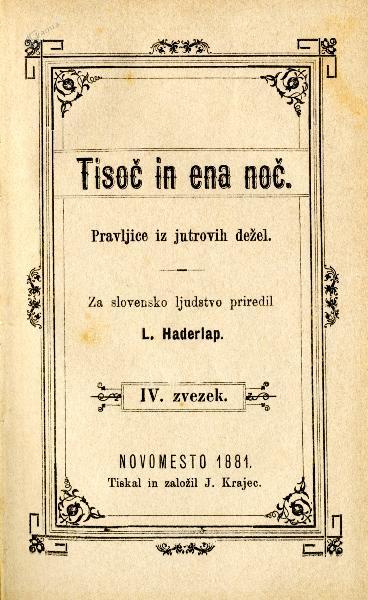 Tisoč in ena noč.
Pravljice iz jutrovih dežel.
Za slovensko ljudstvo priredil
L. Haderlap.
IV. zvezek.
NOVOMESTO 1881.
Tiskal in založil J. Krajec.